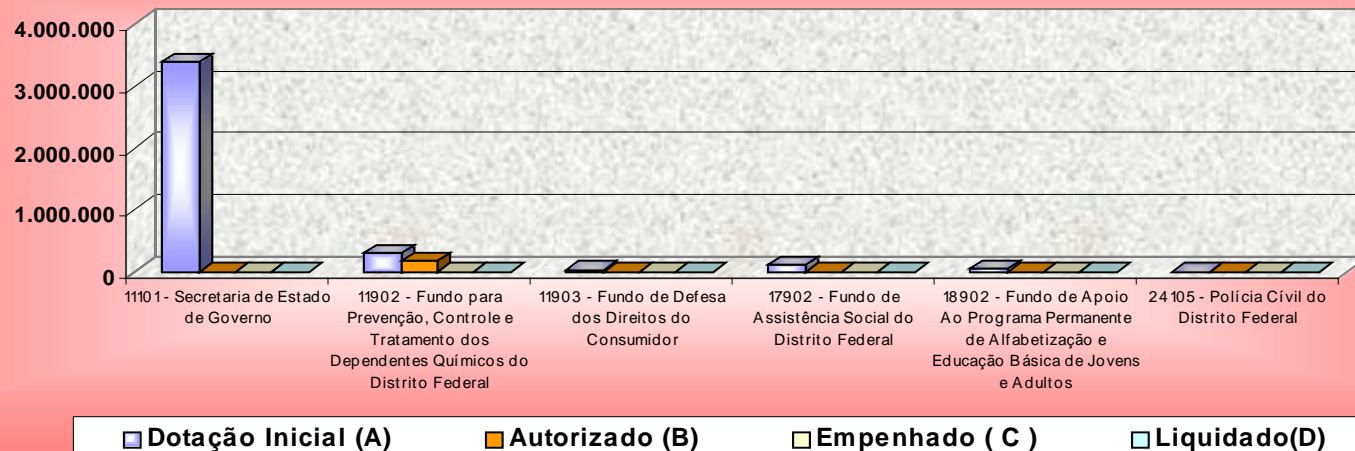 4.000.000
3.000.000
2.000.000
1.000.000
0
11101 - Secretaria de Estado
de Governo
11902 - Fundo para
Prevenção, Controle e
Tratamento dos
Dependentes Químicos do
Distrito Federal
11903 - Fundo de Defesa
dos Direitos do
Consumidor
17902 - Fundo de
Assistência Social do
Distrito Federal
18902 - Fundo de Apoio
Ao Programa Permanente
de Alfabetização e
Educação Básica de Jovens
e Adultos
24105 - Polícia Cívil do
Distrito Federal
Dotação Inicial (A)
Autorizado (B)
Empenhado ( C )
Liquidado(D)